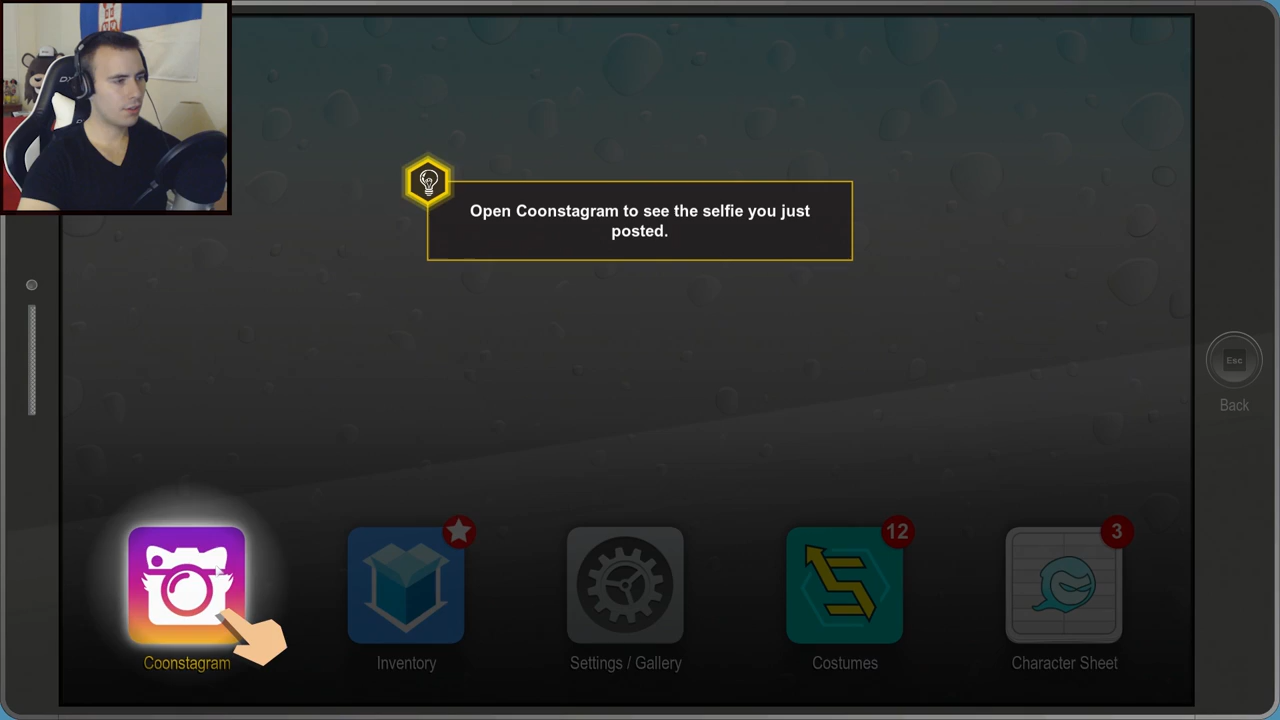 Open Coonstagram to see the selfie you just
posted.
Esc
Back
12
3
Coonstagram
Inventory
Settings / Gallery
Costumes
Character Sheet